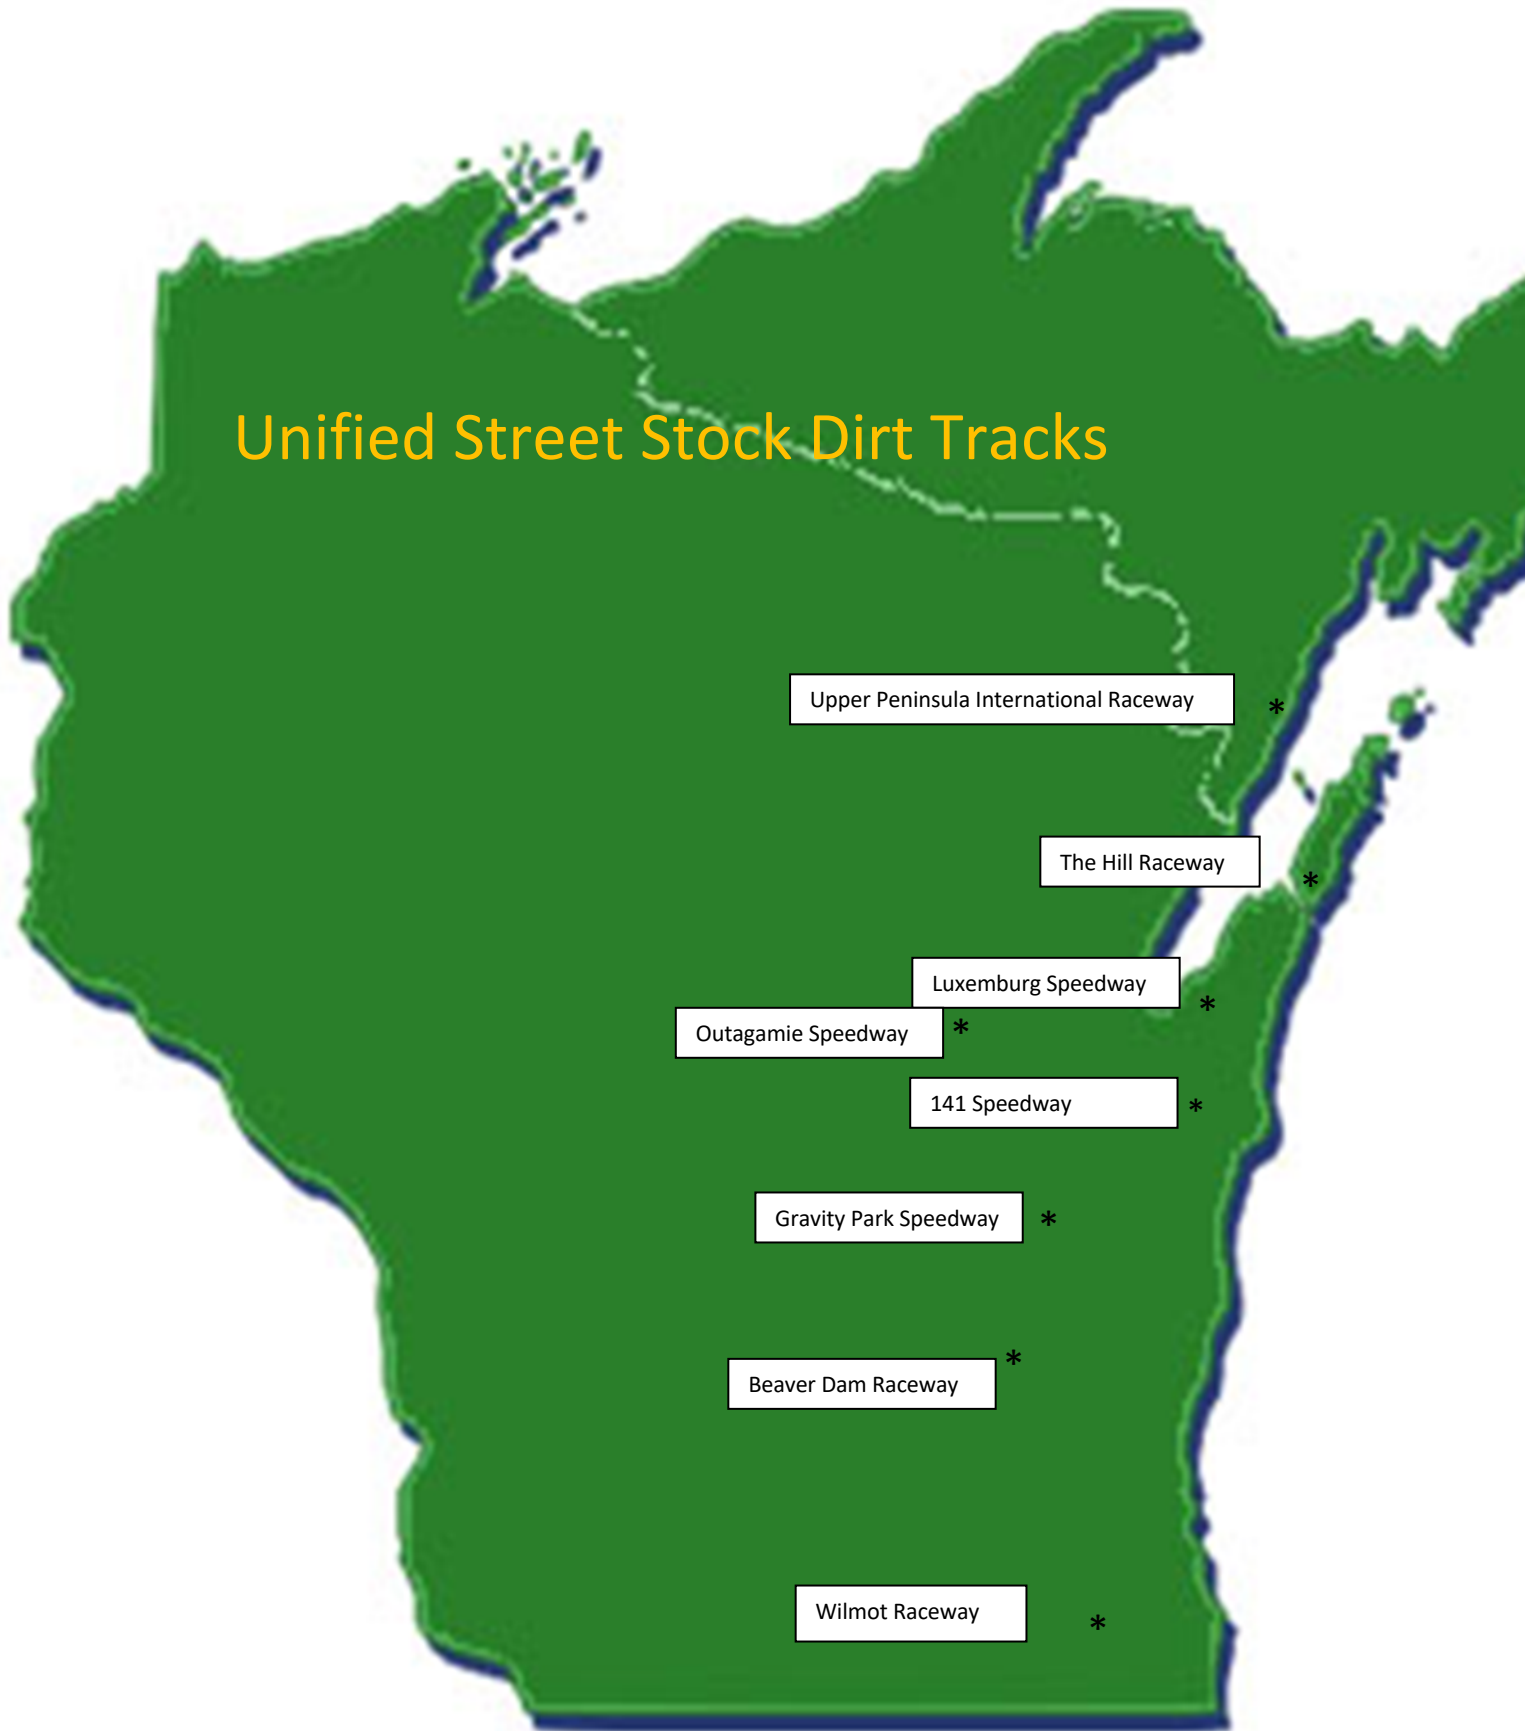 Unified Street Stock Dirt Tracks
Upper Peninsula International Raceway
*
The Hill Raceway
*
Luxemburg Speedway
*
Outagamie Speedway
*
141 Speedway
*
Gravity Park Speedway
*
Beaver Dam Raceway
*
Wilmot Raceway
*